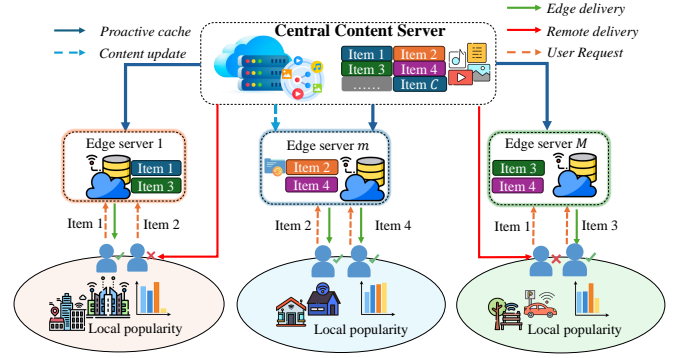 Proactive cache
Content update
Central Content Server
Item 1
Item 2
Item 3
Item 4
......
Item C
Edge delivery
Remote delivery
User Request
Edge server 1
Item 1
Item 3
Edge server m
Item 2
Item 4
Edge server M
Item 3
Item 4
Item 1
Item 2
Item 2
Item 4
Item 1
Item 3
Local popularity
Local popularity
Local popularity